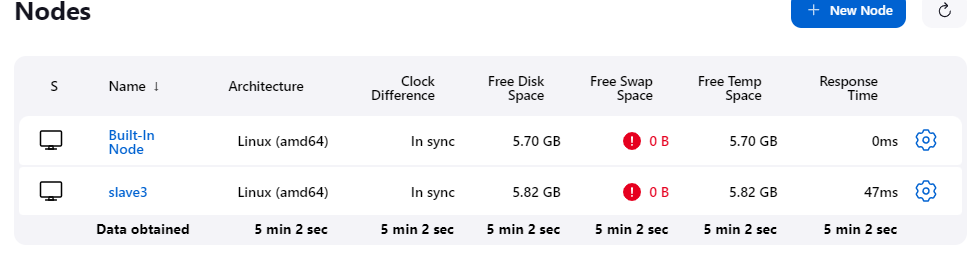 Nodes
+ New Node
S Name ↓ Architecture Clock Difference Free Disk Space Free Swap Space Free Temp Space Response Time
Built-In Node Linux (amd64) In sync 5.70 GB ! 0 B 5.70 GB 0ms
slave3 Linux (amd64) In sync 5.82 GB ! 0 B 5.82 GB 47ms
Data obtained 5 min 2 sec 5 min 2 sec 5 min 2 sec 5 min 2 sec 5 min 2 sec 5 min 2 sec